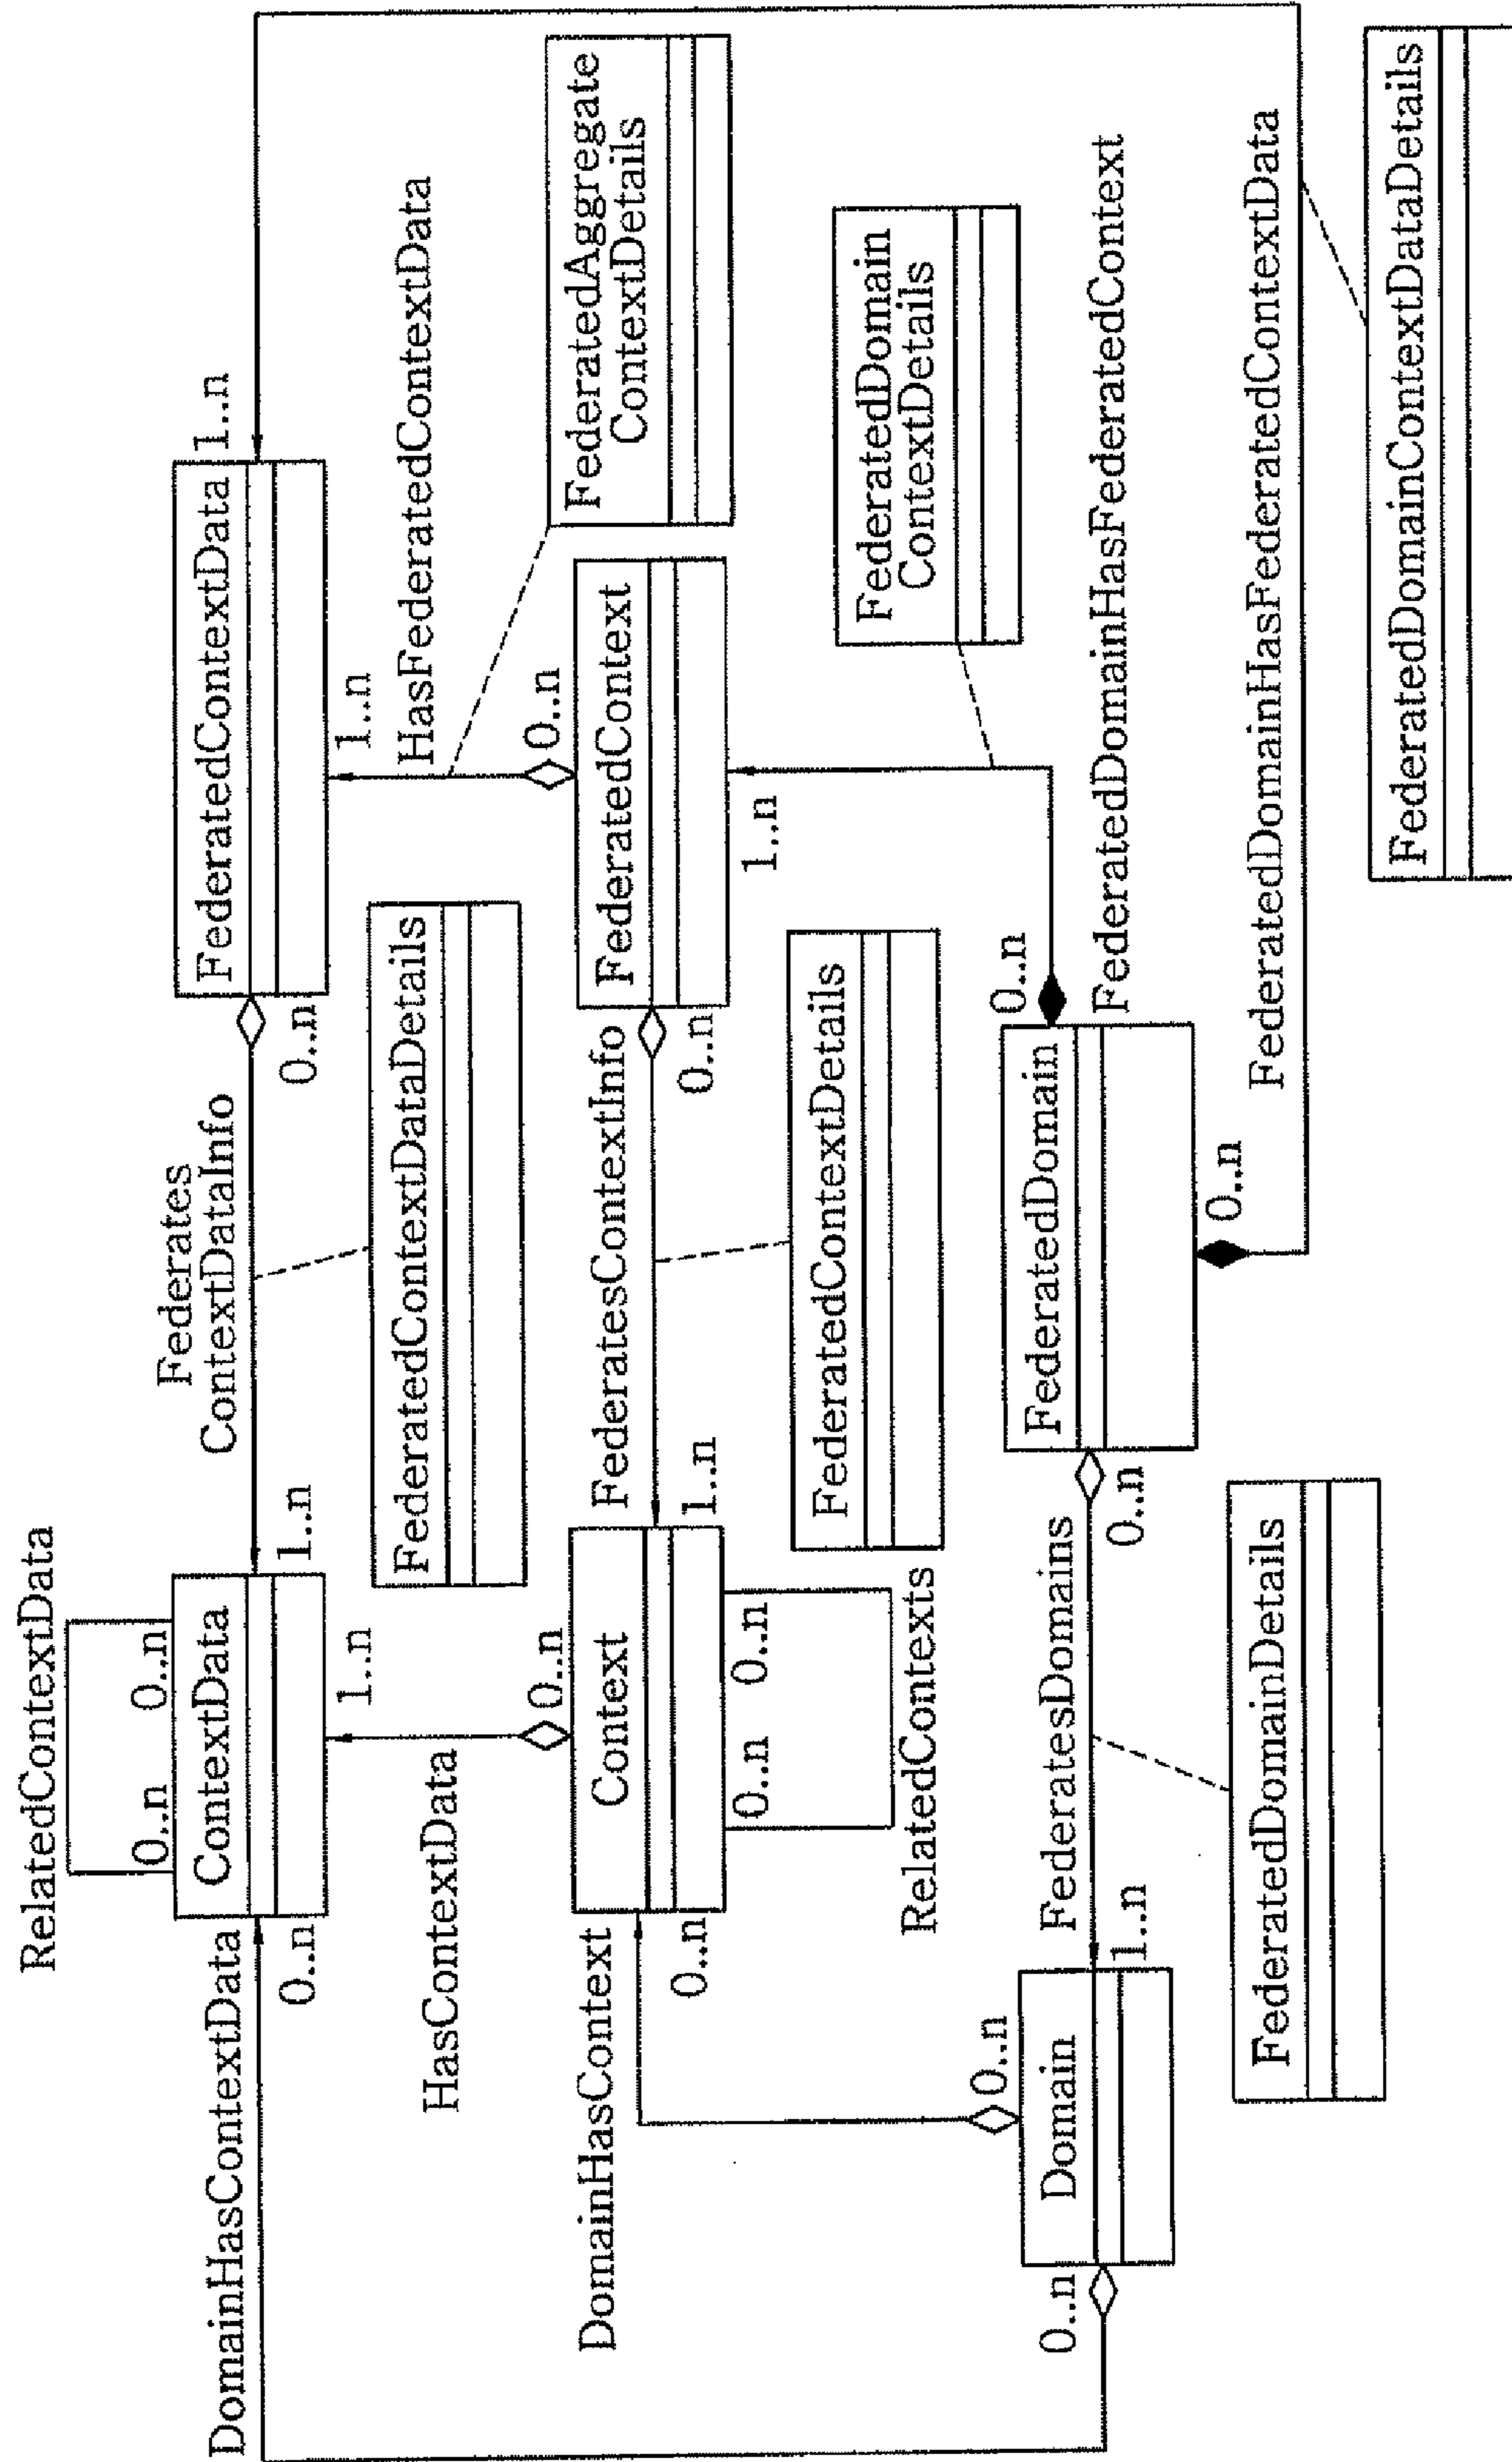 RelatedContextData
0..n
0..n
ContextData
DomainHasContextData
0..n
1..n
1..n
Federates
ContextDataInfo
0..n
FederatedContextData
1..n
1..n
FederatedContextDataDetails
HasContextData
0..n
HasFederatedContextData
0..n
FederatedAggregate
ContextDetails
DomainHasContext
0..n
Context
0..n
0..n
RelatedContexts
1..n
FederatesContextInfo
0..n
FederatedContext
1..n
FederatedContextDetails
FederatedDomain
ContextDetails
0..n
Domain
0..n
1..n
FederatesDomains
0..n
FederatedDomain
0..n
FederatedDomainHasFederatedContext
0..n
FederatedDomainHasFederatedContextData
FederatedDomainDetails
FederatedDomainContextDataDetails